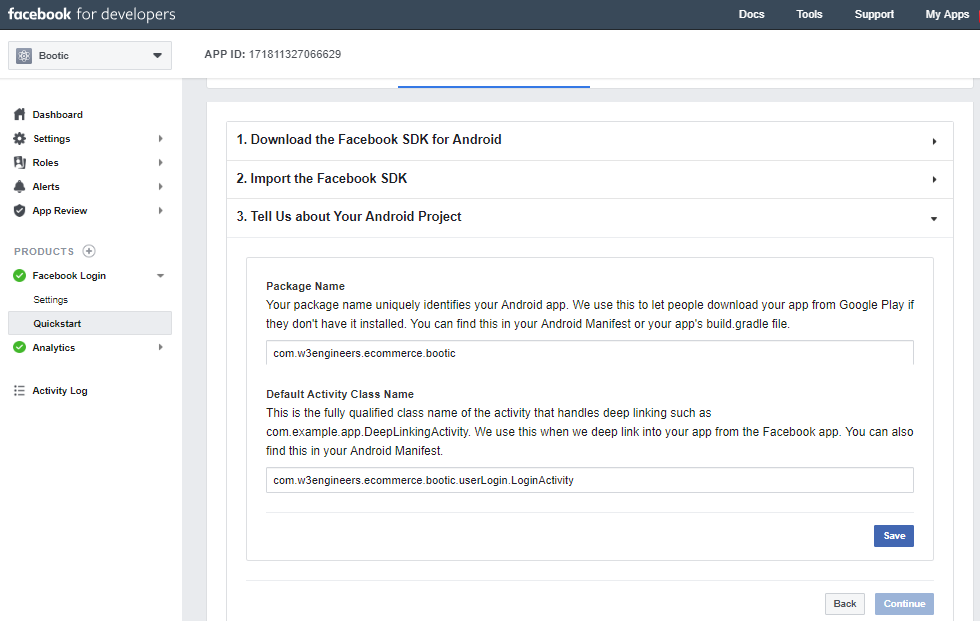 facebook for developers
Docs Tools Support My Apps
Bootic
APP ID: 171811327066629
Dashboard
Settings
Roles
Alerts
App Review
PRODUCTS
Facebook Login
Settings
Quickstart
Analytics
Activity Log
1. Download the Facebook SDK for Android
2. Import the Facebook SDK
3. Tell Us about Your Android Project
Package Name
Your package name uniquely identifies your Android app. We use this to let people download your app from Google Play if
they don't have it installed. You can find this in your Android Manifest or your app's build.gradle file.
com.w3engineers.ecommerce.bootic
Default Activity Class Name
This is the fully qualified class name of the activity that handles deep linking such as
com.example.app.DeepLinkingActivity. We use this when we deep link into your app from the Facebook app. You can also
find this in your Android Manifest.
com.w3engineers.ecommerce.bootic.userLogin.LoginActivity
Save
Back Continue